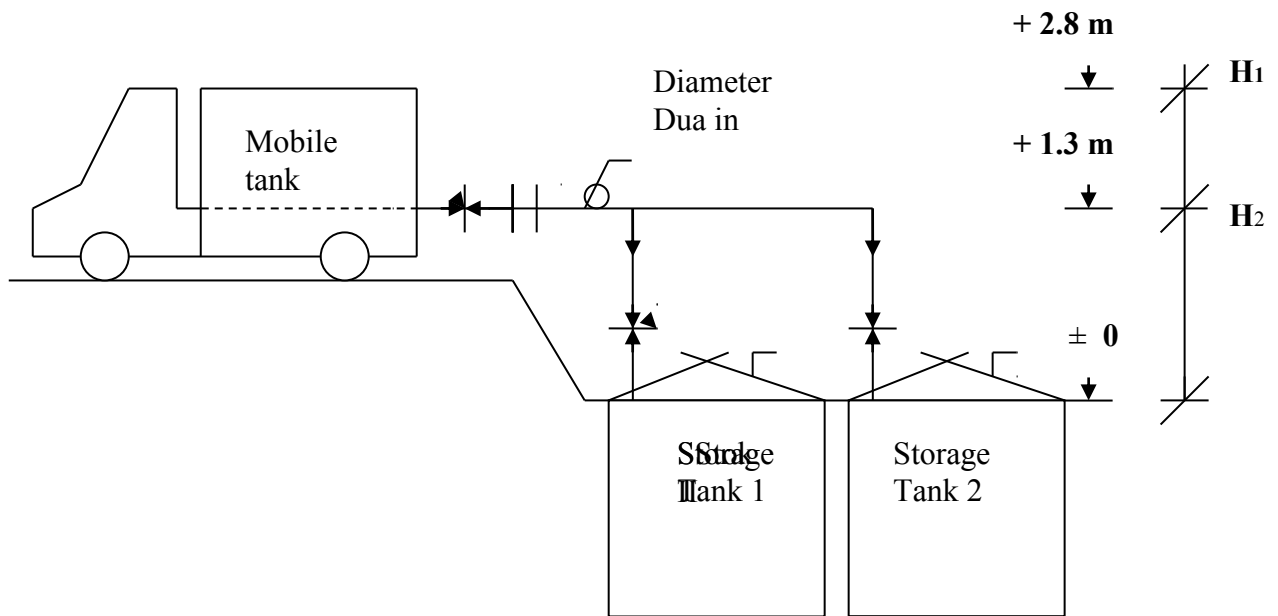 + 2.8 m
H1
Diameter
Dua in
Mobile
tank
+ 1.3 m
H2
± 0
Storage
Tank 1
Storage
Tank 2